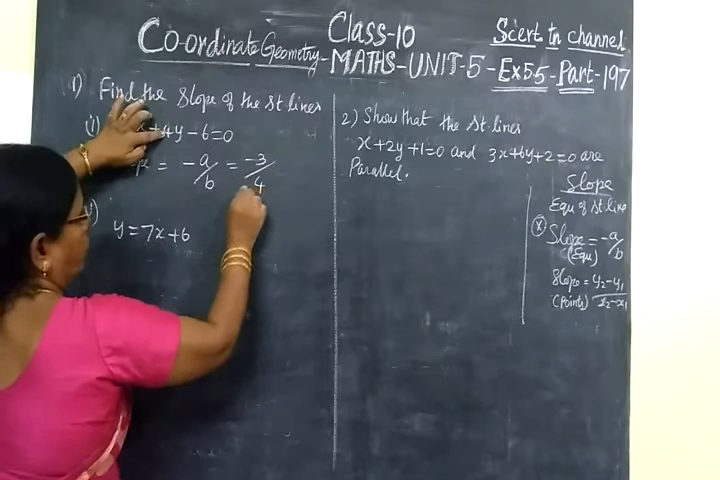 Co-ordinate Geometry-
Class-10
MATHS-UNIT-5-Ex5.5-Part-197
Scert tn channel
1) Find the Slope of the St lines
(i) x+4y-6=0
= -a/b = -3/4
y=7x+6
2) Show that the St. lines
x+2y+1=0 and 3x+6y+2=0 are
Parallel.
Slope
Equ of St line
(*) Slope = -a/b
(Equ)
Slope = y2-y1/x2-x1
(Points)